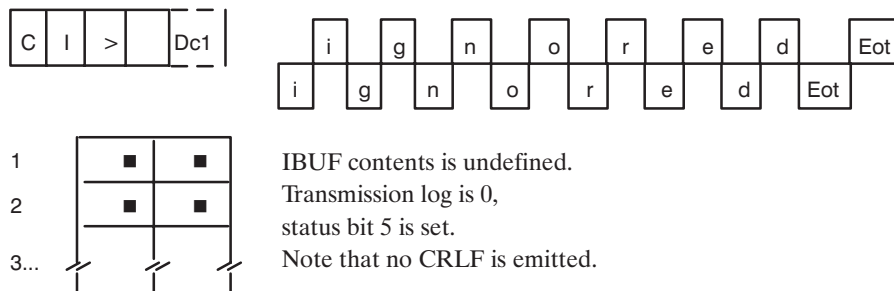 C I > Dc1
i g n o r e d Eot
i g n o r e d Eot
1
2
3...
IBUF contents is undefined.
Transmission log is 0,
status bit 5 is set.
Note that no CRLF is emitted.